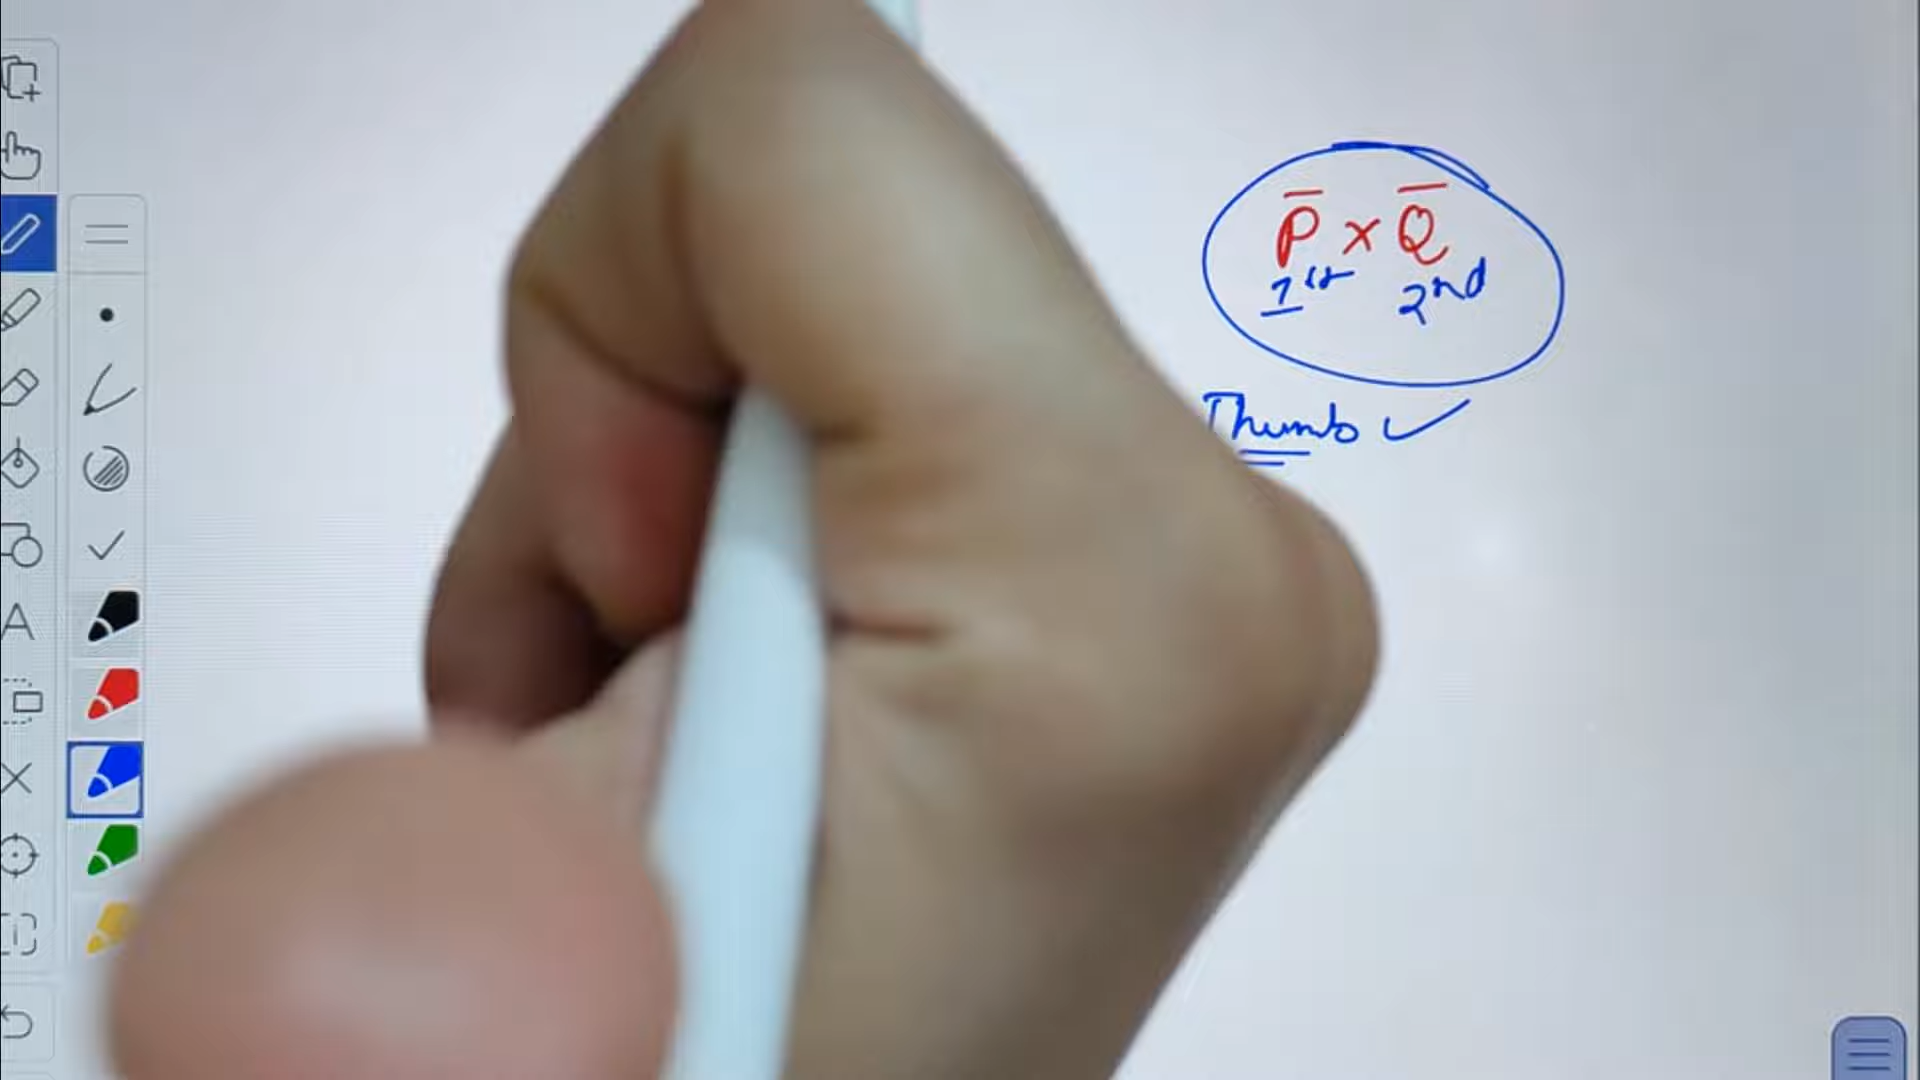 P̅ × Q̅
1st 2nd
Thumb ✓
A